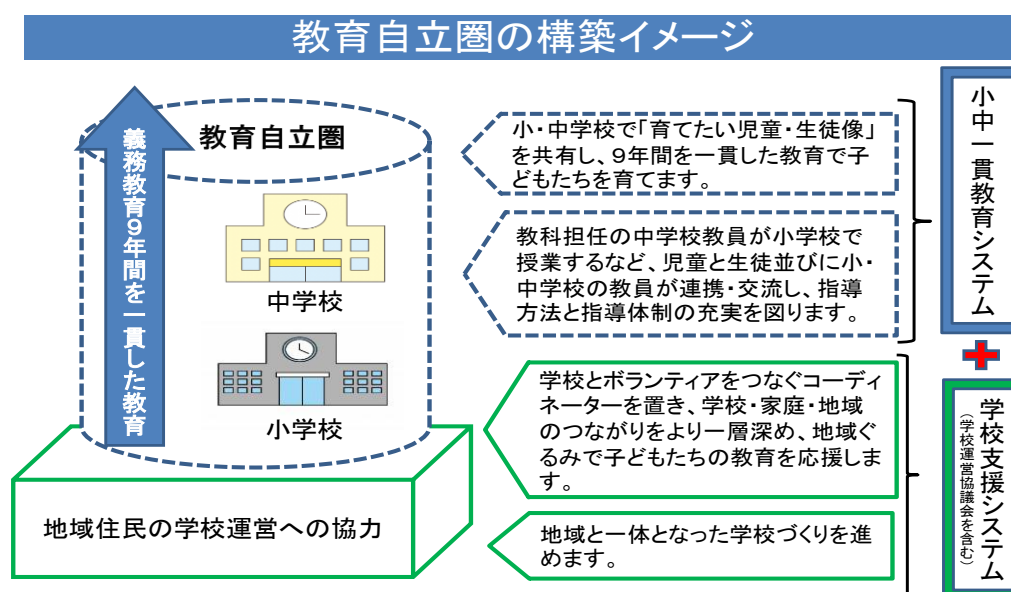 教育自立圏の構築イメージ
義務教育9年間を一貫した教育
教育自立圏
中学校
小学校
地域住民の学校運営への協力
小・中学校で「育てたい児童・生徒像」
を共有し、9年間を一貫した教育で子
どもたちを育てます。
教科担任の中学校教員が小学校で
授業するなど、児童と生徒並びに小・
中学校の教員が連携・交流し、指導
方法と指導体制の充実を図ります。
学校とボランティアをつなぐコーディ
ネーターを置き、学校・家庭・地域
のつながりをより一層深め、地域ぐ
るみで子どもたちの教育を応援しま
す。
地域と一体となった学校づくりを進
めます。
小中一貫教育システム
学校支援システム
(学校運営協議会を含む)